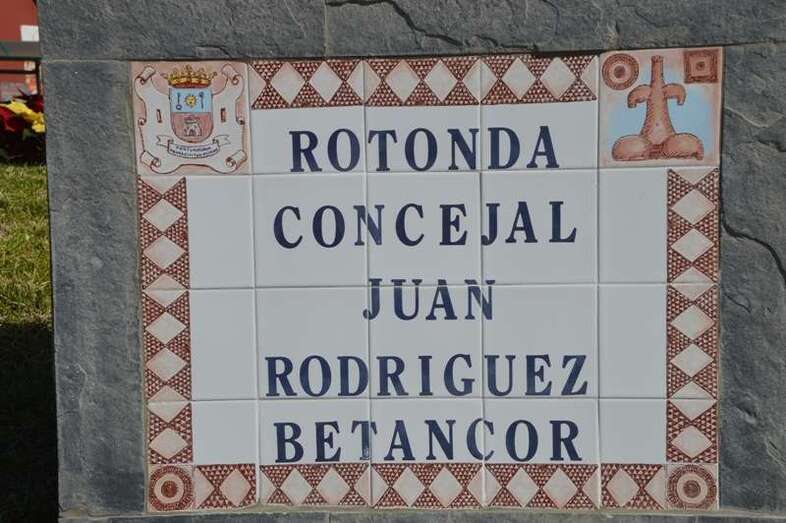 ROTONDA
CONCEJAL
JUAN
RODRIGUEZ
BETANCOR